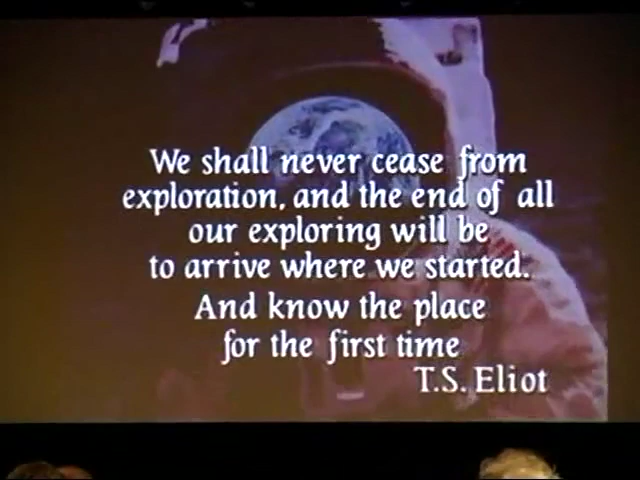 We shall never cease from
exploration, and the end of all
our exploring will be
to arrive where we started.
And know the place
for the first time
T.S. Eliot